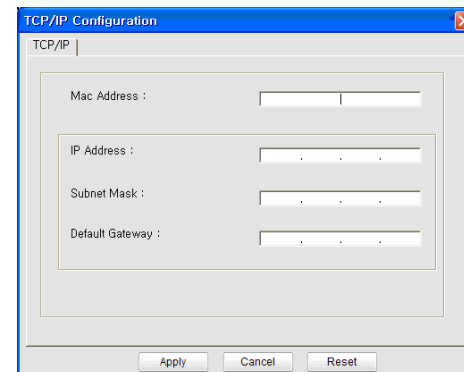 TCP/IP Configuration
TCP/IP
Mac Address :
IP Address :
. . .
Subnet Mask :
. . .
Default Gateway :
. . .
Apply Cancel Reset